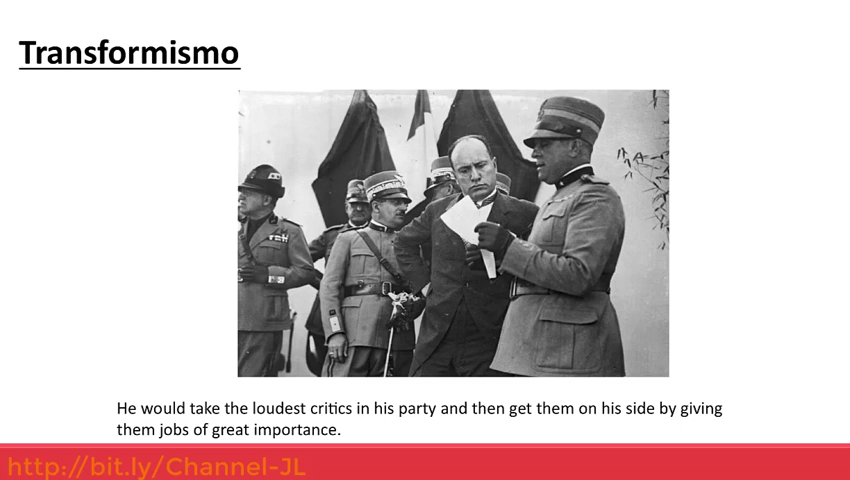 Transformismo
He would take the loudest critics in his party and then get them on his side by giving
them jobs of great importance.
http://bit.ly/Channel-JL